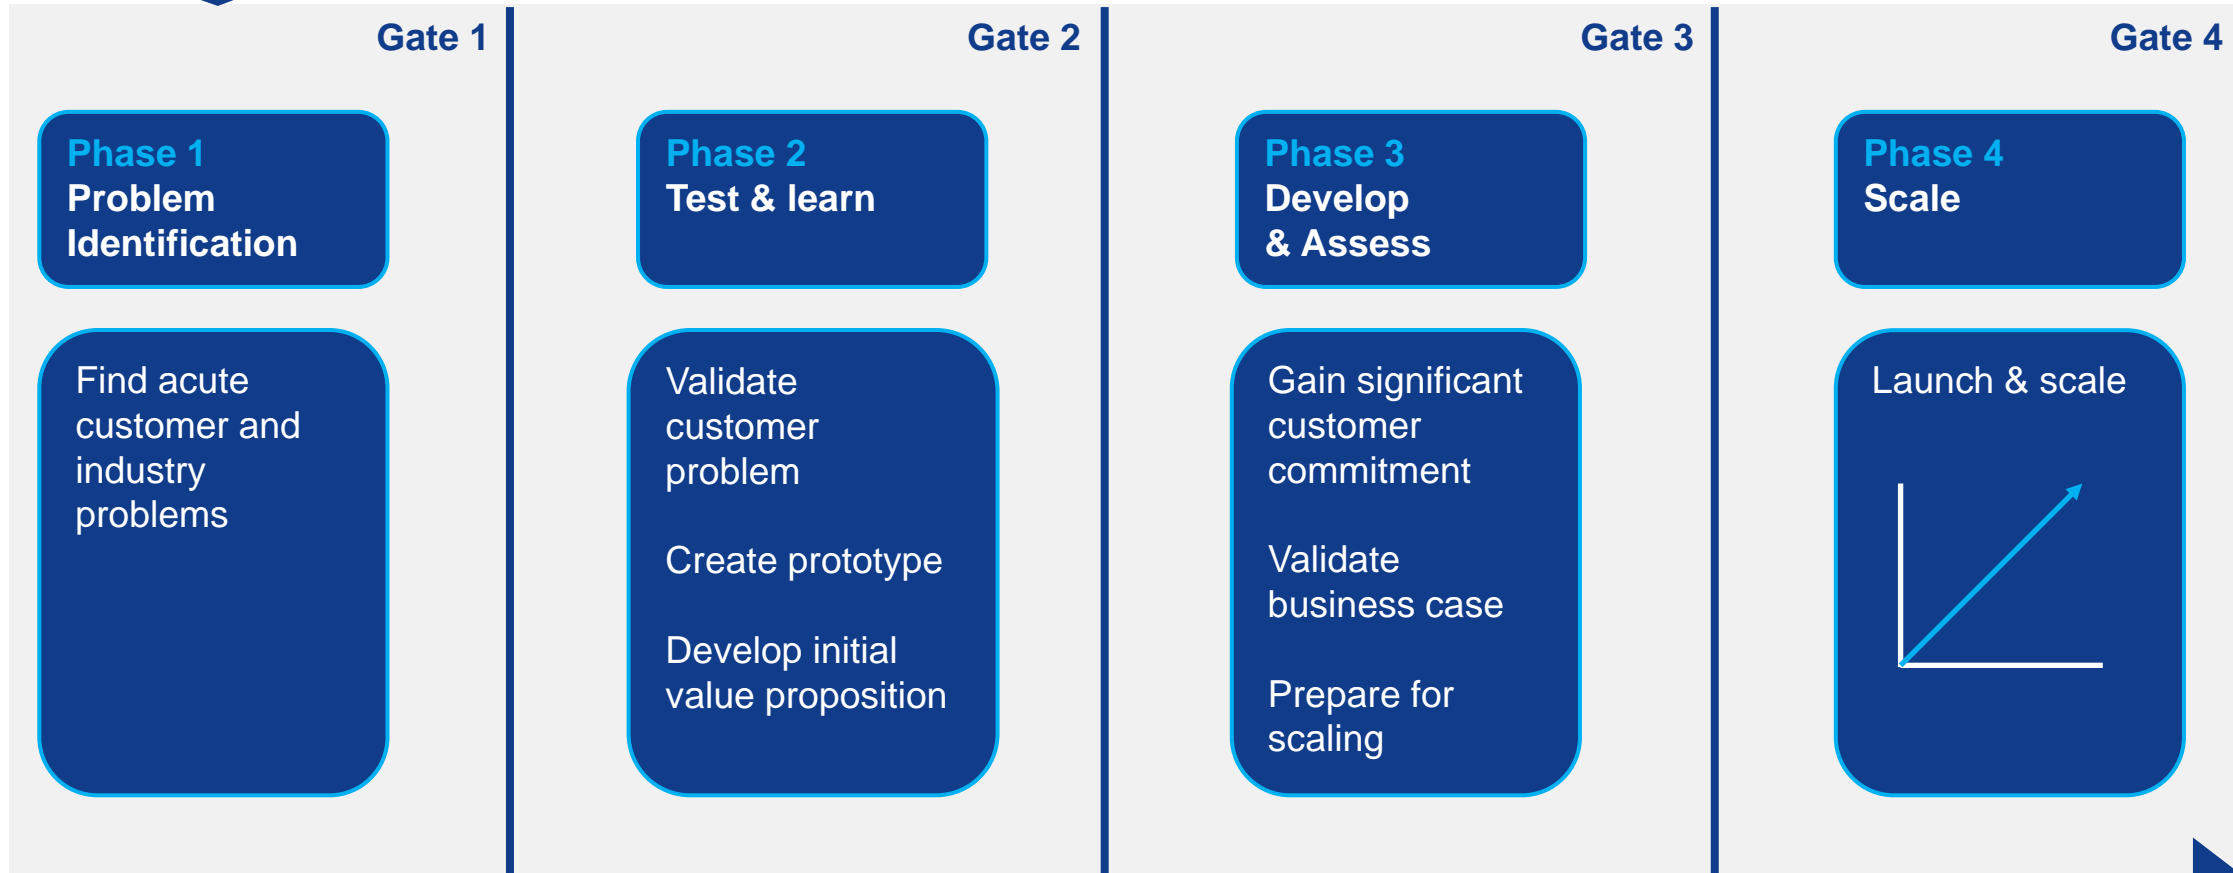 Gate 1
Gate 2
Gate 3
Gate 4
Phase 1
Problem
Identification
Phase 2
Test & learn
Phase 3
Develop
& Assess
Phase 4
Scale
Find acute
customer and
industry
problems
Validate
customer
problem
Create prototype
Develop initial
value proposition
Gain significant
customer
commitment
Validate
business case
Prepare for
scaling
Launch & scale